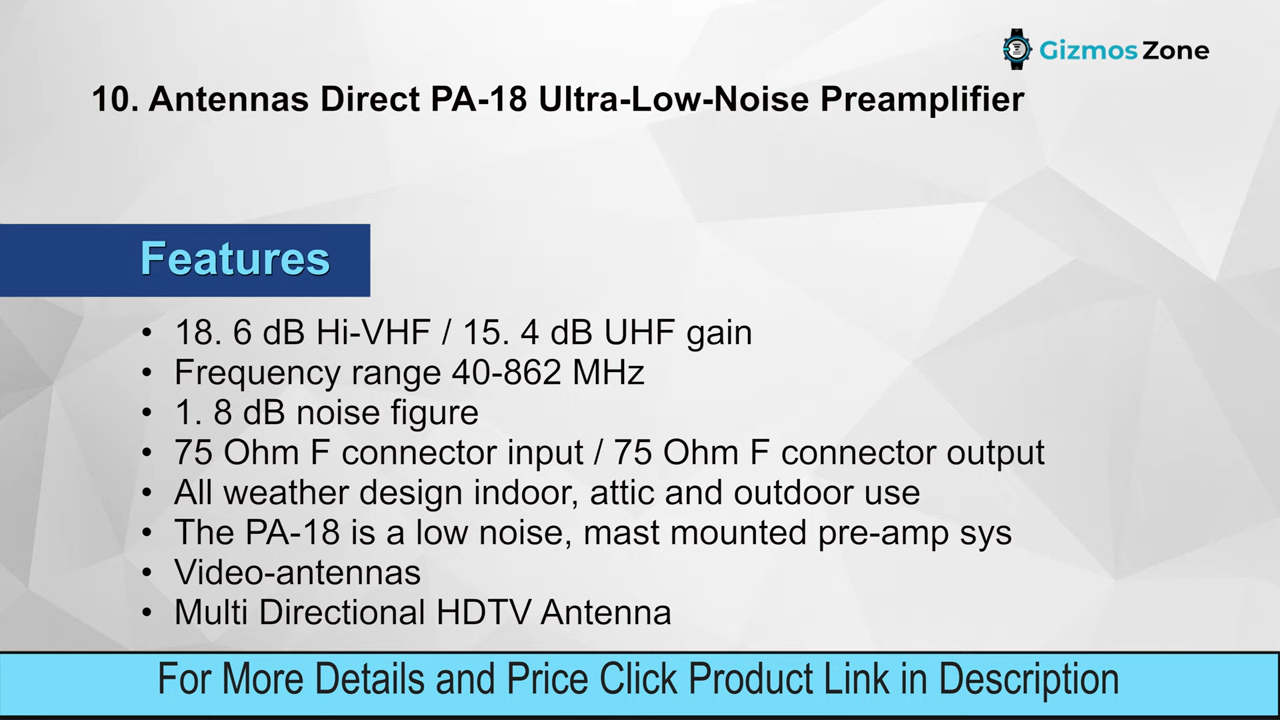 Gizmos Zone
10. Antennas Direct PA-18 Ultra-Low-Noise Preamplifier
Features
• 18. 6 dB Hi-VHF / 15. 4 dB UHF gain
• Frequency range 40-862 MHz
• 1. 8 dB noise figure
• 75 Ohm F connector input / 75 Ohm F connector output
• All weather design indoor, attic and outdoor use
• The PA-18 is a low noise, mast mounted pre-amp sys
• Video-antennas
• Multi Directional HDTV Antenna
For More Details and Price Click Product Link in Description